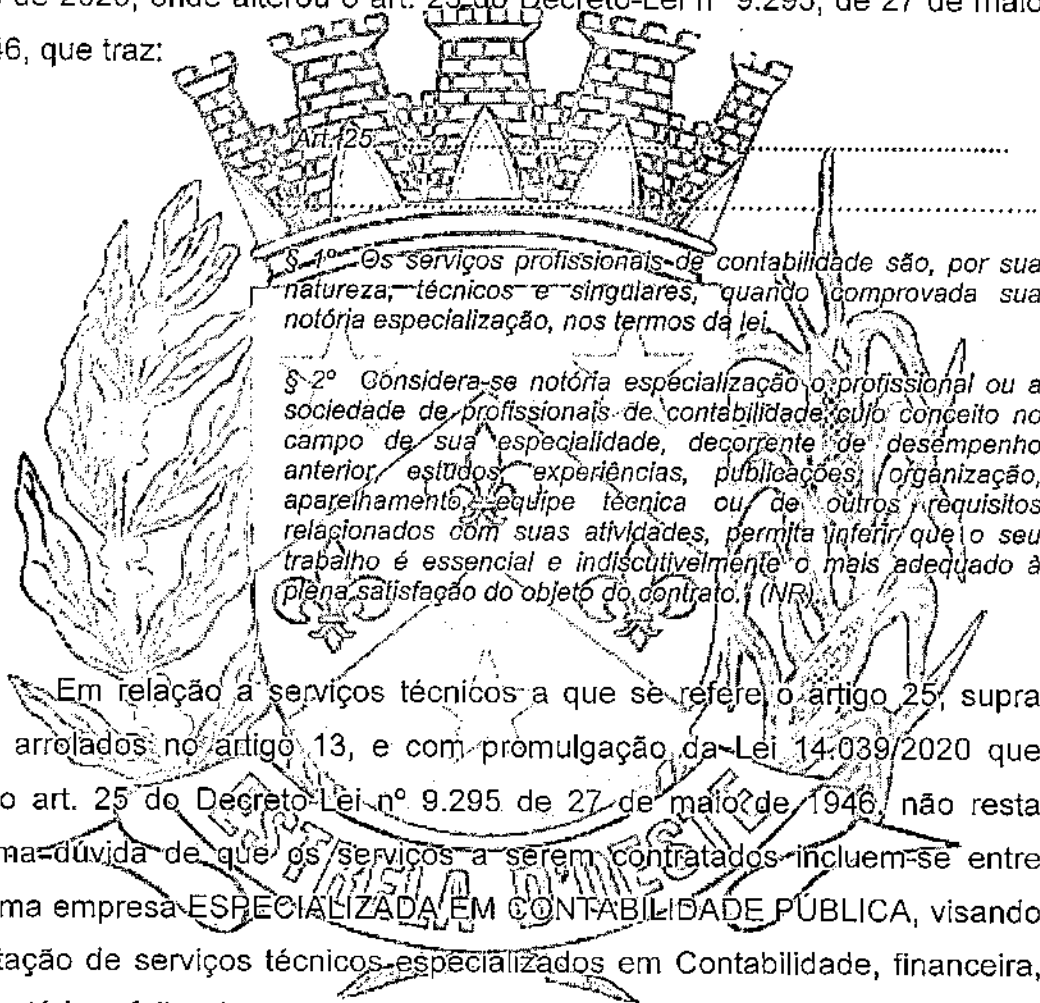 de 2020, onde alterou o art. 25 do Decreto-Lei nº 9.295, de 27 de maio
46, que traz:
Art. 25 ......................................................................
......................................................................
§ 1º Os serviços profissionais de contabilidade são, por sua
natureza, técnicos e singulares, quando comprovada sua
notória especialização, nos termos da lei.
§ 2º Considera-se notória especialização o profissional ou a
sociedade de profissionais de contabilidade cujo conceito no
campo de sua especialidade, decorrente de desempenho
anterior, estudos, experiências, publicações, organização,
aparelhamento, equipe técnica ou de outros requisitos
relacionados com suas atividades, permita inferir que o seu
trabalho é essencial e indiscutivelmente o mais adequado à
plena satisfação do objeto do contrato. (NR).
Em relação a serviços técnicos a que se refere o artigo 25, supra
arrolados no artigo 13, e com promulgação da Lei 14.039/2020 que
o art. 25 do Decreto-Lei nº 9.295 de 27 de maio de 1946, não resta
ma dúvida de que os serviços a serem contratados incluem-se entre
ma empresa ESPECIALIZADA EM CONTABILIDADE PÚBLICA, visando
tação de serviços técnicos especializados em Contabilidade, financeira,
ESTRELA D'OESTE